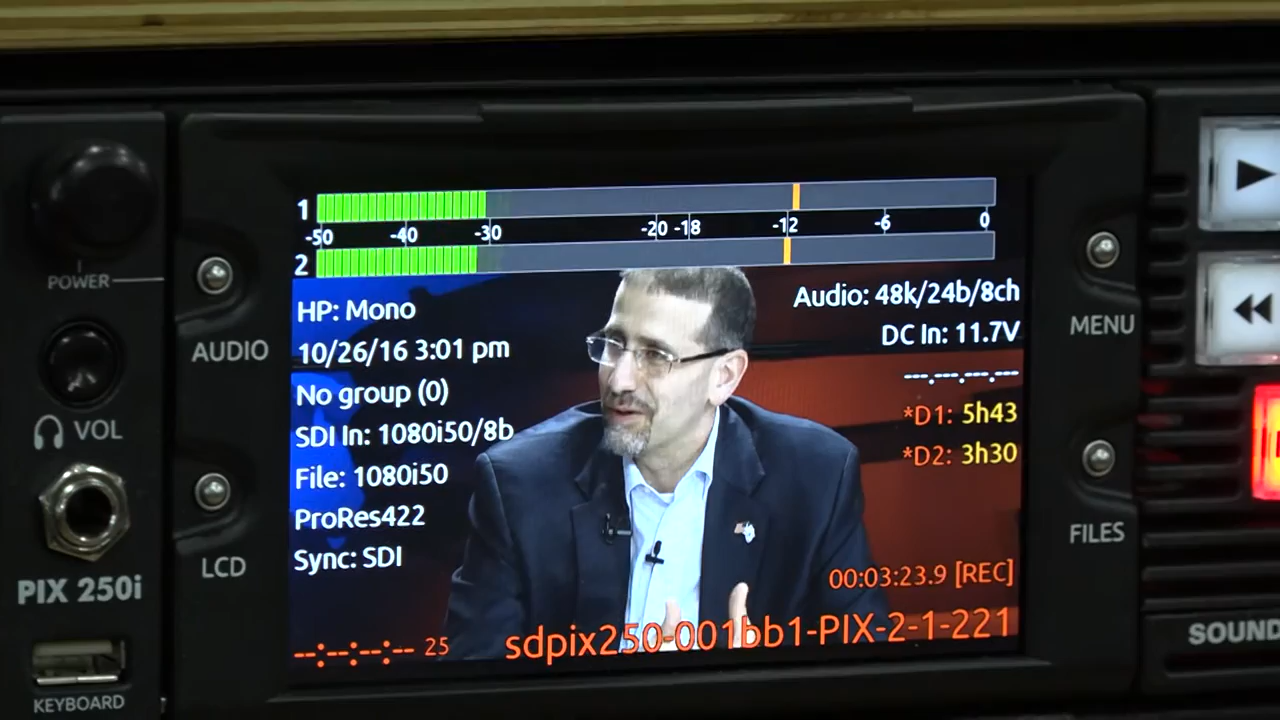 1
-50 -40 -30 -20 -18 -12 -6 0
2
HP: Mono
10/26/16 3:01 pm
No group (0)
SDI In: 1080i50/8b
File: 1080i50
ProRes422
Sync: SDI
Audio: 48k/24b/8ch
DC In: 11.7V
---.---.---.---
*D1: 5h43
*D2: 3h30
00:03:23.9 [REC]
--:--:--:-- 25
sdpix250-001bb1-PIX-2-1-221
POWER
VOL
PIX 250i
KEYBOARD
AUDIO
LCD
MENU
FILES
SOUND